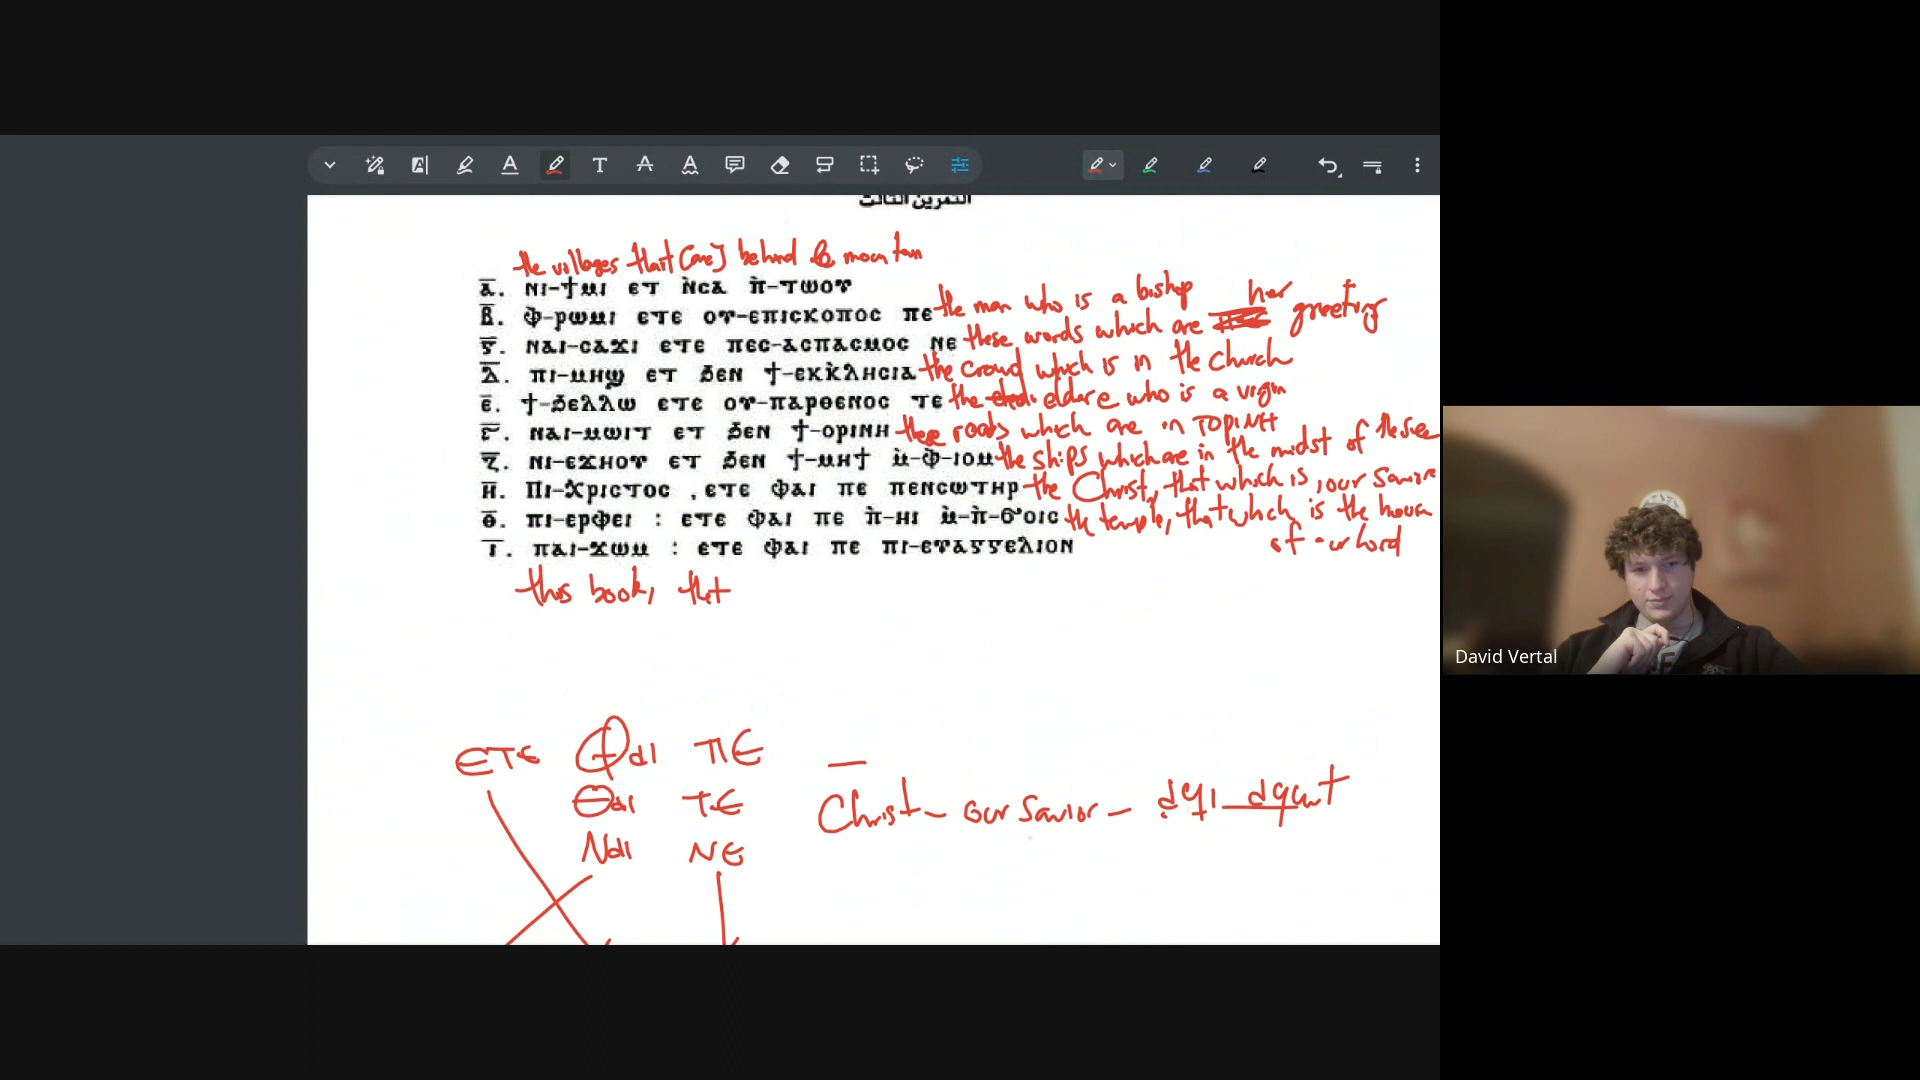 التمرين الثالث
the villages that [are] behind the mountain
ⲁ̅. ⲛⲓ-ϯⲙⲓ ⲉⲧ ⲛ̀ⲥⲁ ⲡ̀-ⲧⲱⲟⲩ
ⲃ̅. ⲫ̀-ⲣⲱⲙⲓ ⲉⲧⲉ ⲟⲩ-ⲉⲡⲓⲥⲕⲟⲡⲟⲥ ⲡⲉ the man who is a bishop
ⲅ̅. ⲛⲁⲓ-ⲥⲁϫⲓ ⲉⲧⲉ ⲡⲉⲥ-ⲁⲥⲡⲁⲥⲙⲟⲥ ⲛⲉ these words which are her greeting
ⲇ̅. ⲡⲓ-ⲙⲏϣ ⲉⲧ ϧⲉⲛ ϯ-ⲉⲕⲕ̀ⲗⲏⲥⲓⲁ the crowd which is in the church
ⲉ̅. ϯ-ϧⲉⲗⲗⲱ ⲉⲧⲉ ⲟⲩ-ⲡⲁⲣⲑⲉⲛⲟⲥ ⲧⲉ the who is a virgin
ⲋ̅. ⲛⲁⲓ-ⲙⲱⲓⲧ ⲉⲧ ϧⲉⲛ ϯ-ⲟⲣⲓⲛⲏ these roads which are in
ⲍ̅. ⲛⲓ-ⲉϫⲏⲟⲩ ⲉⲧ ϧⲉⲛ ϯ-ⲙⲏϯ ⲙ̀-ⲫ̀-ⲓⲟⲙ the ships which are in the midst of the sea
ⲏ̅. Ⲡⲓ-Ⲭⲣⲓⲥⲧⲟⲥ , ⲉⲧⲉ ⲫⲁⲓ ⲡⲉ ⲡⲉⲛⲥⲱⲧⲏⲣ the Christ, that which is, our Savior
ⲑ̅. ⲡⲓ-ⲉⲣⲫⲉⲓ : ⲉⲧⲉ ⲫⲁⲓ ⲡⲉ ⲡ̀-ⲏⲓ ⲙ̀-ⲡ̀-ϭⲟⲓⲥ the temple, that which is the house
of our Lord
ⲓ̅. ⲡⲁⲓ-ϫⲱⲙ : ⲉⲧⲉ ⲫⲁⲓ ⲡⲉ ⲡⲓ-ⲉⲩⲁⲅⲅⲉⲗⲓⲟⲛ
this book, that
ⲉⲧⲉ ⲫⲁⲓ ⲡⲉ
ⲑⲁⲓ ⲧⲉ
ⲛⲁⲓ ⲛⲉ
Christ – our Savior –
David Vertal